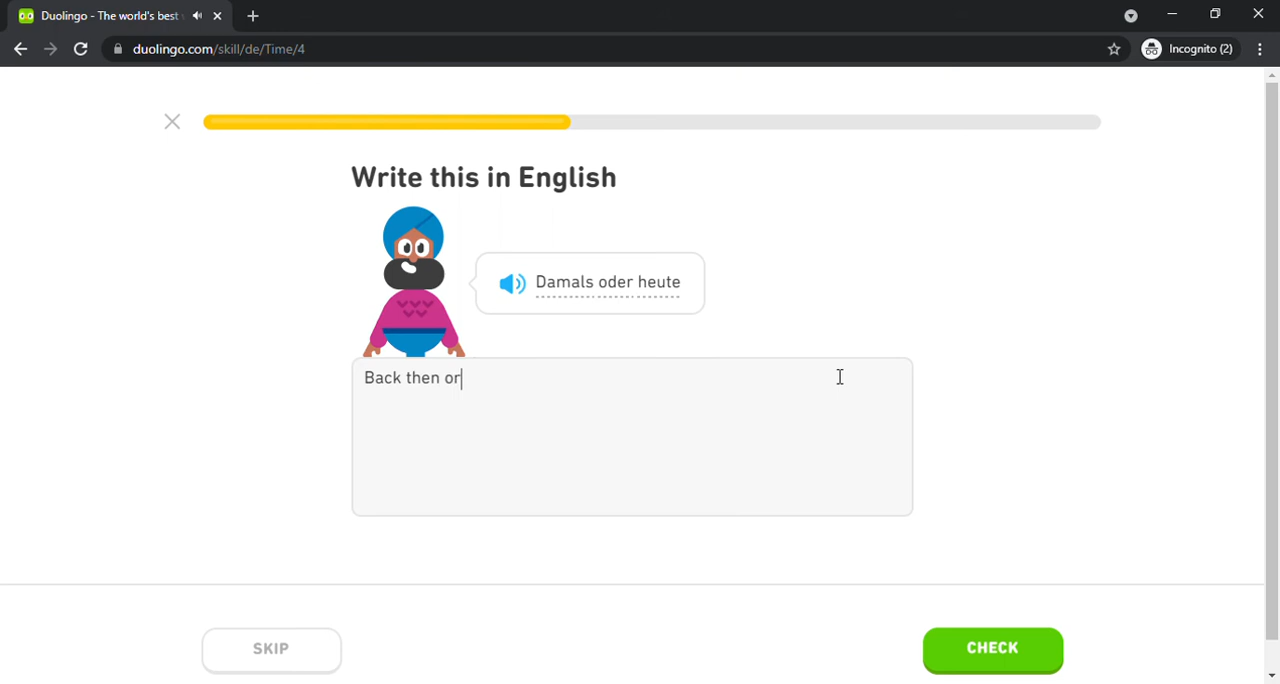 Duolingo - The world's best
duolingo.com/skill/de/Time/4
Incognito (2)
Write this in English
Damals oder heute
Back then or
SKIP
CHECK